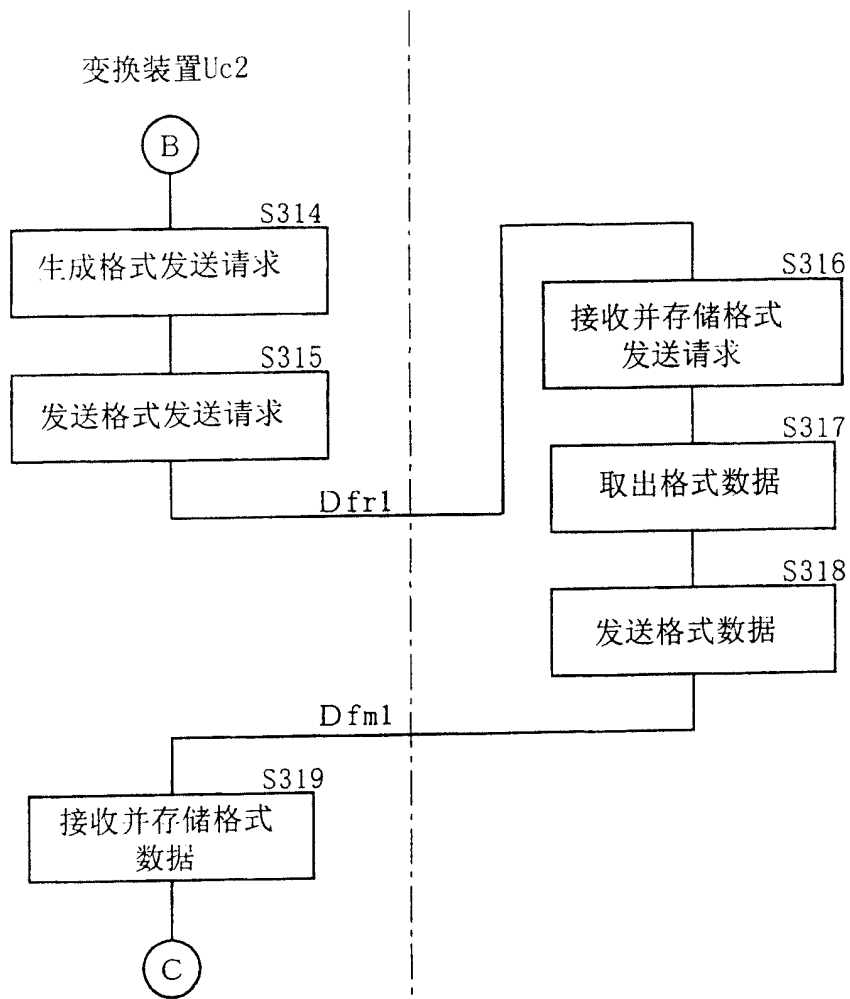 变换装置Uc2
B
S314
生成格式发送请求
S315
发送格式发送请求
Dfr1
S316
接收并存储格式
发送请求
S317
取出格式数据
S318
发送格式数据
Dfm1
S319
接收并存储格式
数据
C